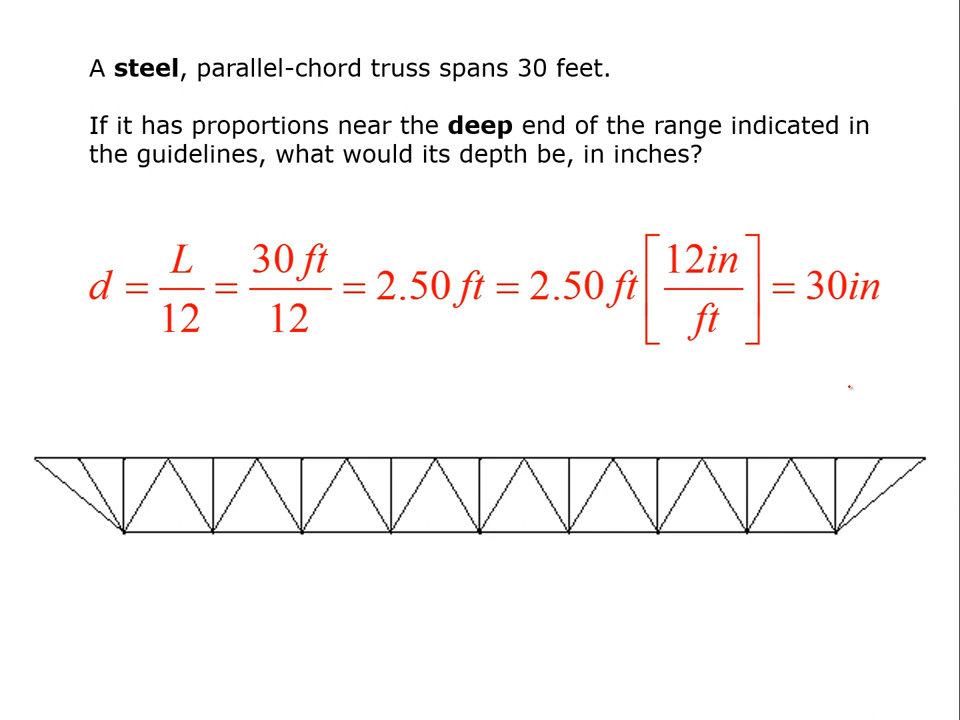 A steel, parallel-chord truss spans 30 feet.
If it has proportions near the deep end of the range indicated in
the guidelines, what would its depth be, in inches?
d = L/12 = 30 ft/12 = 2.50 ft = 2.50 ft [12in/ft] = 30in